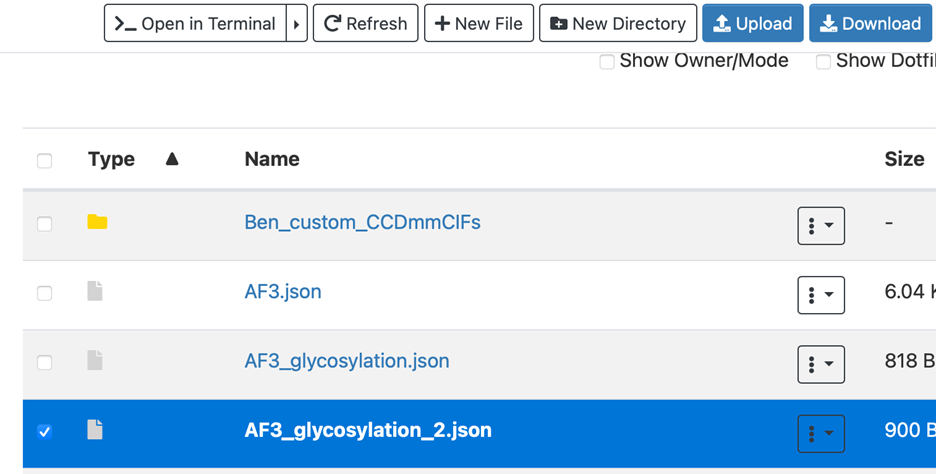 Open in Terminal Refresh New File New Directory Upload Download
Show Owner/Mode Show Dotfi
Type Name Size
Ben_custom_CCDmmCIFs -
AF3.json 6.04 K
AF3_glycosylation.json 818 B
AF3_glycosylation_2.json 900 B